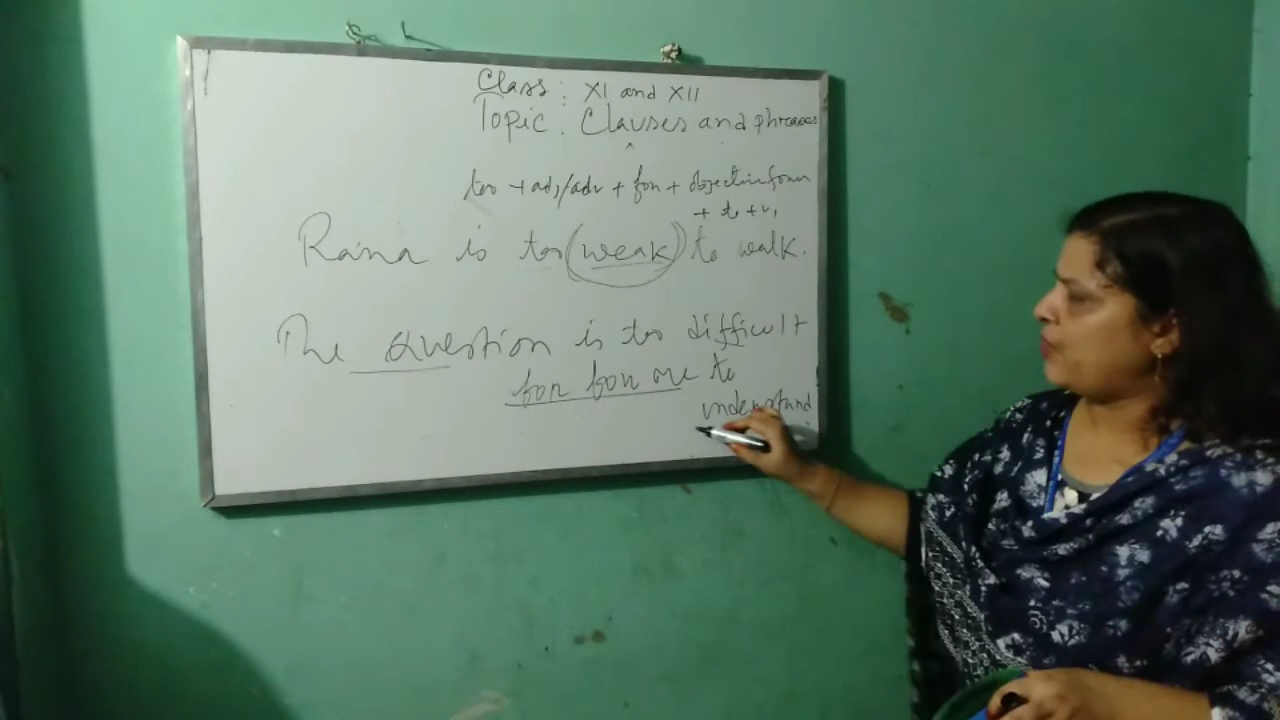 Class : XI and XII
Topic : Clauses and phrases
too + adj/adv + for + objective form
+ to + v1
Rana is too (weak) to walk.
The question is too difficult
for for me to
understand